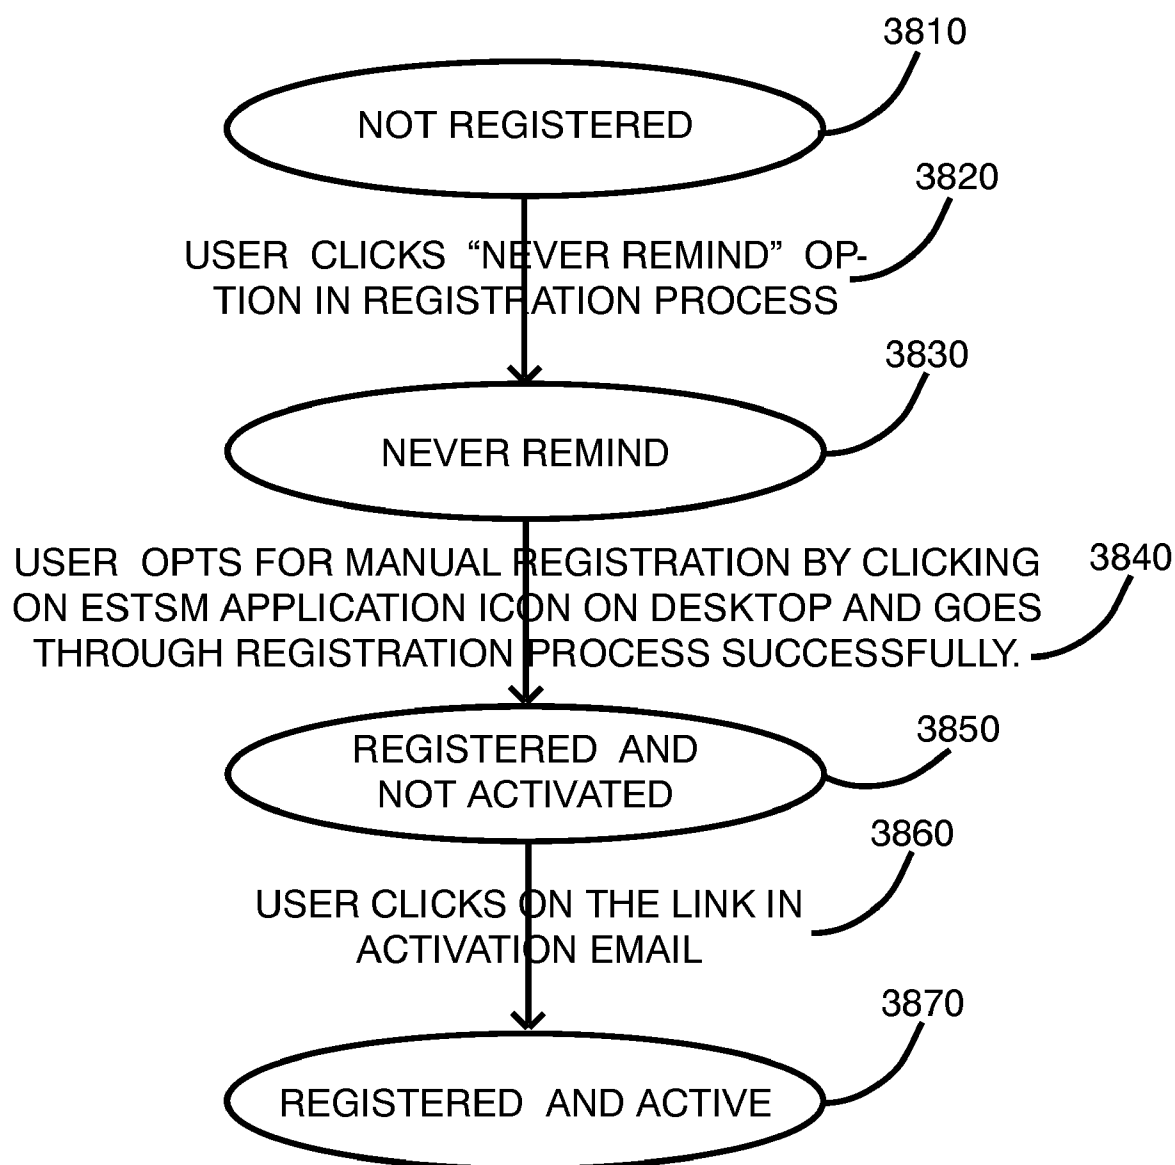 3810
NOT REGISTERED
3820
USER CLICKS “NEVER REMIND” OP-
TION IN REGISTRATION PROCESS
3830
NEVER REMIND
USER OPTS FOR MANUAL REGISTRATION BY CLICKING
3840
ON ESTSM APPLICATION ICON ON DESKTOP AND GOES
THROUGH REGISTRATION PROCESS SUCCESSFULLY.
3850
REGISTERED AND
NOT ACTIVATED
3860
USER CLICKS ON THE LINK IN
ACTIVATION EMAIL
3870
REGISTERED AND ACTIVE